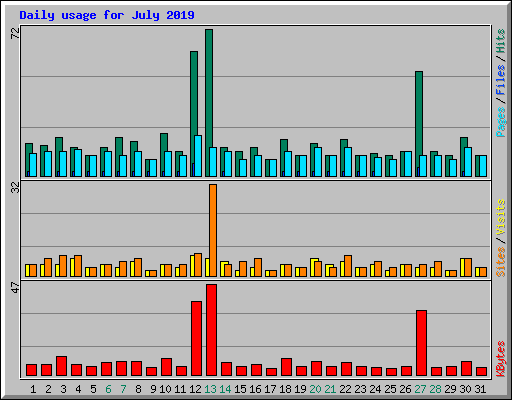 Daily usage for July 2019
72
Pages / Files / Hits
32
Sites / Visits
47
KBytes
1 2 3 4 5 6 7 8 9 10 11 12 13 14 15 16 17 18 19 20 21 22 23 24 25 26 27 28 29 30 31